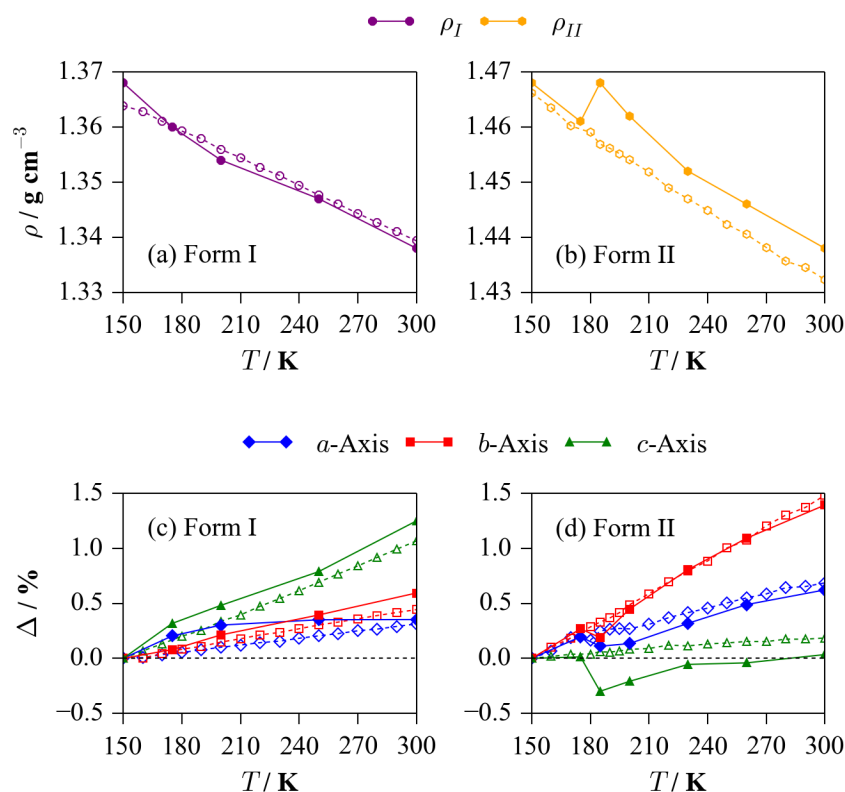 ρ_I ρ_II
1.37 1.47
1.36 1.46
1.35 1.45
1.34 1.44
1.33 1.43
ρ / g cm⁻³
(a) Form I (b) Form II
150 180 210 240 270 300 150 180 210 240 270 300
T / K T / K
a-Axis b-Axis c-Axis
1.5 1.5
(c) Form I (d) Form II
1.0 1.0
0.5 0.5
0.0 0.0
−0.5 −0.5
Δ / %
150 180 210 240 270 300 150 180 210 240 270 300
T / K T / K